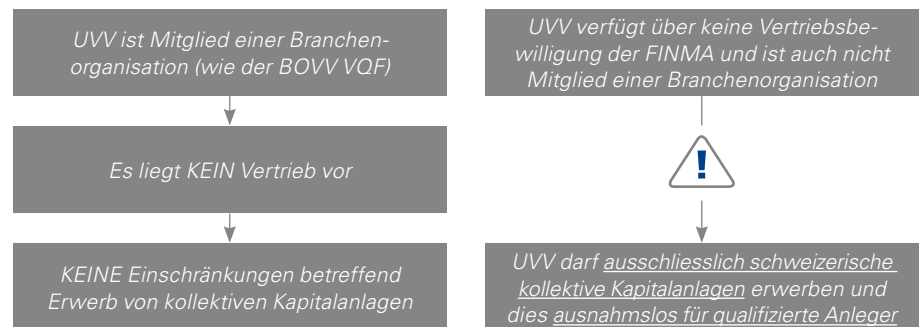 UVV ist Mitglied einer Branchen-
organisation (wie der BOVV VQF)
Es liegt KEIN Vertrieb vor
KEINE Einschränkungen betreffend
Erwerb von kollektiven Kapitalanlagen
UVV verfügt über keine Vertriebsbe-
willigung der FINMA und ist auch nicht
Mitglied einer Branchenorganisation
!
UVV darf ausschliesslich schweizerische
kollektive Kapitalanlagen erwerben und
dies ausnahmslos für qualifizierte Anleger